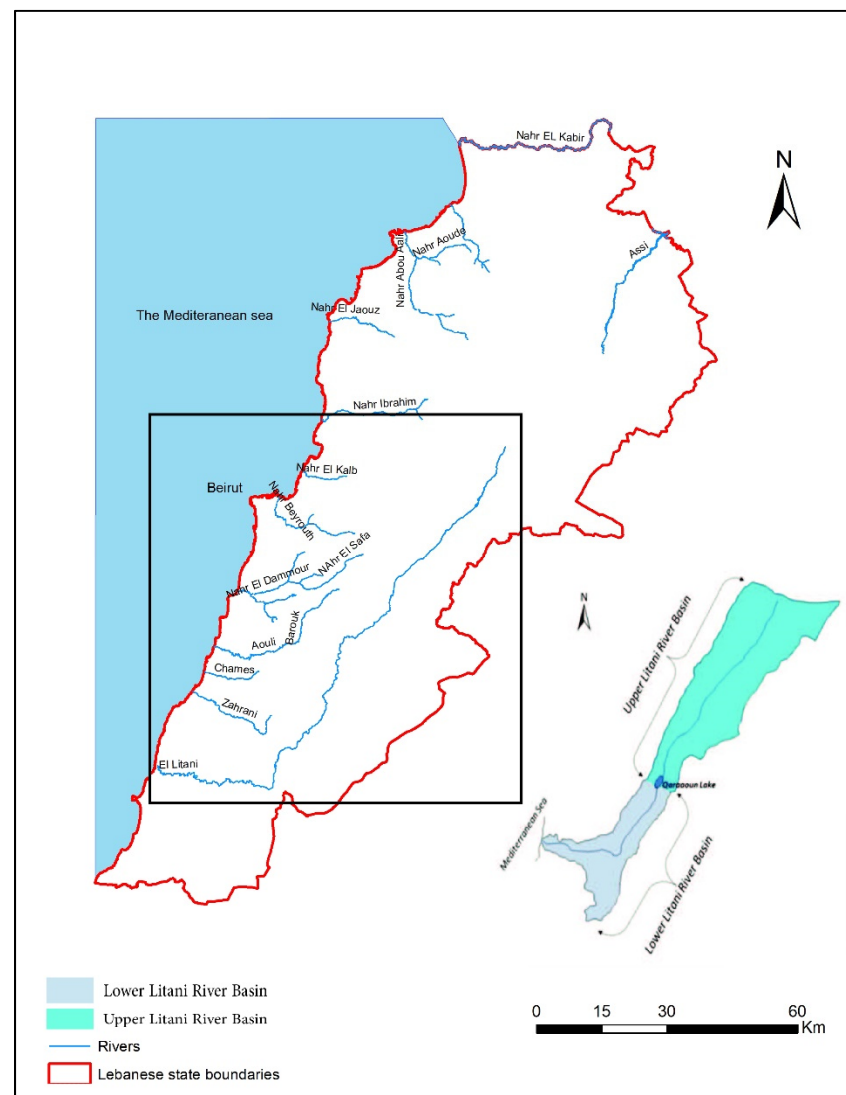 Nahr EL Kabir
N
Nahr Aoude
Nahr Abou Aali
Assi
Nahr El Jaouz
The Mediteranean sea
Nahr Ibrahim
Nahr El Kalb
Beirut
Nahr Beyrouth
NAhr El Safa
Nahr El Dammour
Barouk
Aouli
Chames
Zahrani
El Litani
N
Upper Litani River Basin
Qaraaoun Lake
Mediterranean Sea
Lower Litani River Basin
Lower Litani River Basin
Upper Litani River Basin
Rivers
Lebanese state boundaries
0 15 30 60
Km